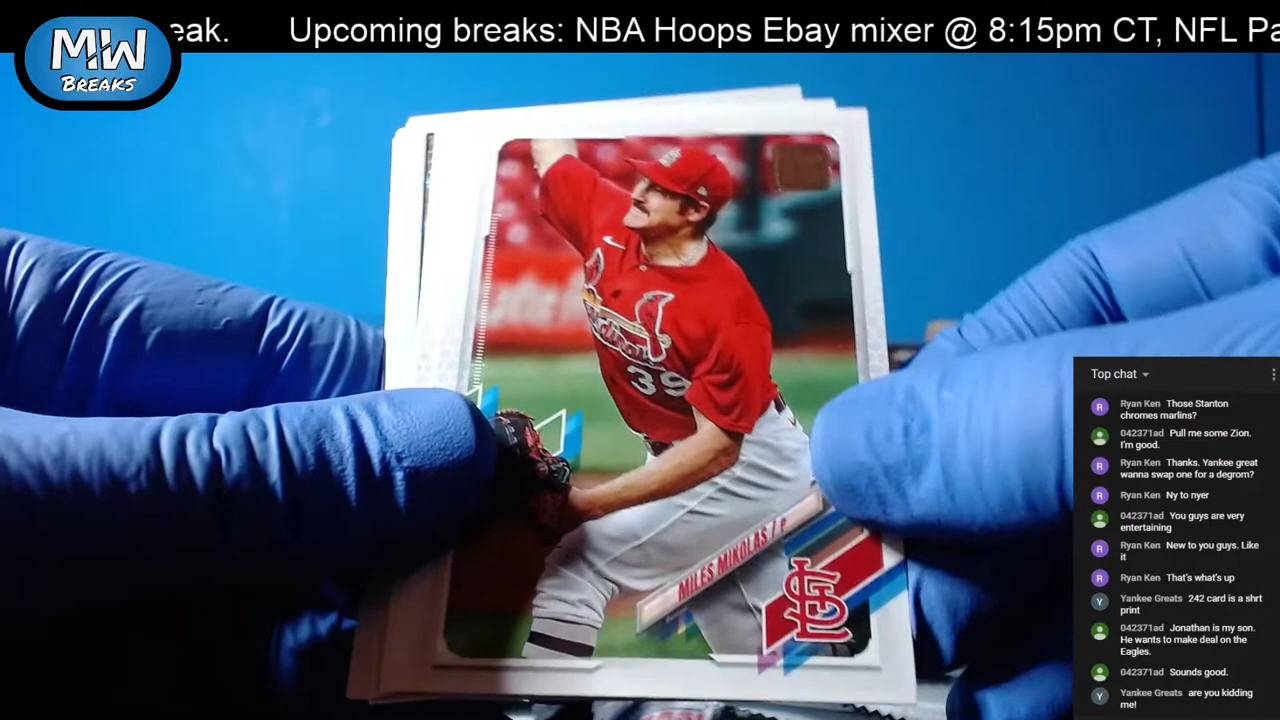 eak. Upcoming breaks: NBA Hoops Ebay mixer @ 8:15pm CT, NFL Pa
MW
BREAKS
Cardinals
39
MILES MIKOLAS / P
STL
Top chat
R Ryan Ken Those Stanton
chromes marlins?
042371ad Pull me some Zion.
I'm good.
R Ryan Ken Thanks. Yankee great
wanna swap one for a degrom?
R Ryan Ken Ny to nyer
042371ad You guys are very
entertaining
R Ryan Ken New to you guys. Like
it
R Ryan Ken That's what's up
Y Yankee Greats 242 card is a shrt
print
042371ad Jonathan is my son.
He wants to make deal on the
Eagles.
042371ad Sounds good.
Y Yankee Greats are you kidding
me!